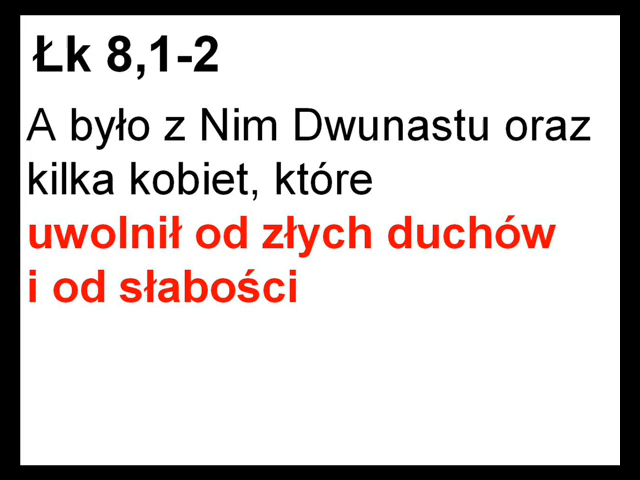 Łk 8,1-2
A było z Nim Dwunastu oraz
kilka kobiet, które
uwolnił od złych duchów
i od słabości